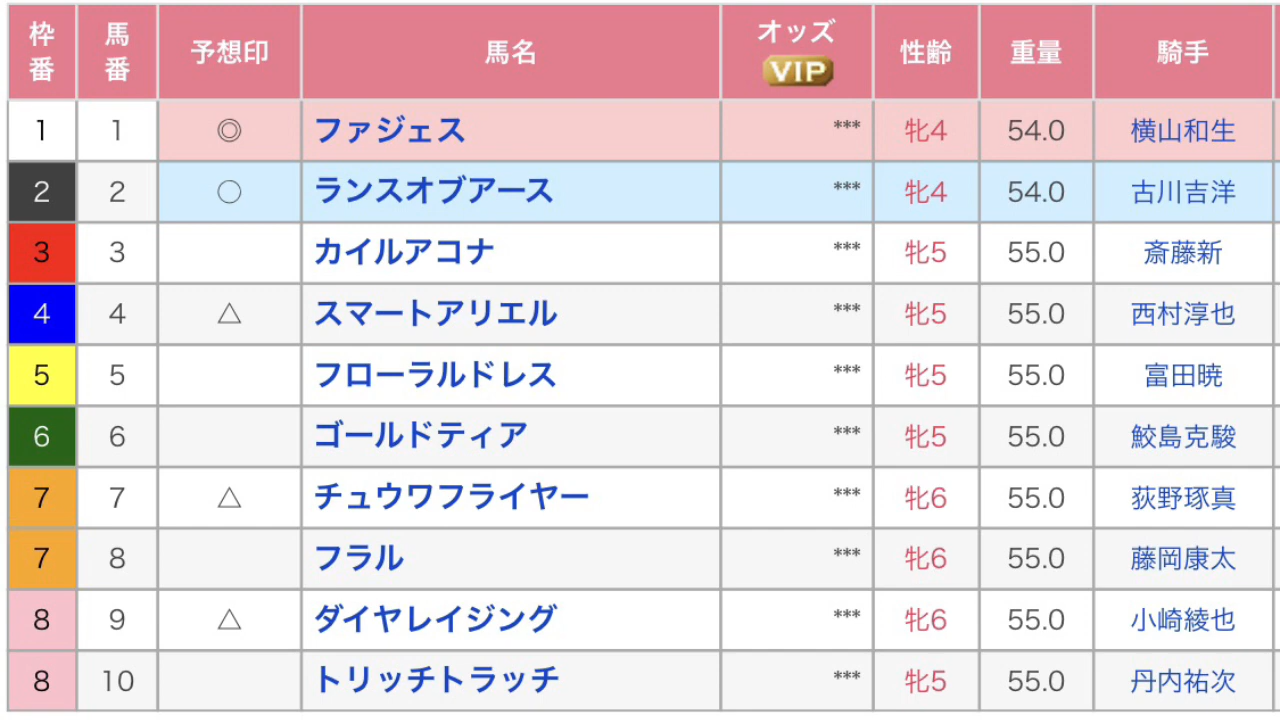 枠番 馬番 予想印 馬名 オッズ VIP 性齢 重量 騎手
1 1 ◎ ファジェス *** 牝4 54.0 横山和生
2 2 ○ ランスオブアース *** 牝4 54.0 古川吉洋
3 3 カイルアコナ *** 牝5 55.0 斎藤新
4 4 △ スマートアリエル *** 牝5 55.0 西村淳也
5 5 フローラルドレス *** 牝5 55.0 富田暁
6 6 ゴールドティア *** 牝5 55.0 鮫島克駿
7 7 △ チュウワフライヤー *** 牝6 55.0 荻野琢真
7 8 フラル *** 牝6 55.0 藤岡康太
8 9 △ ダイヤレイジング *** 牝6 55.0 小崎綾也
8 10 トリッチトラッチ *** 牝5 55.0 丹内祐次